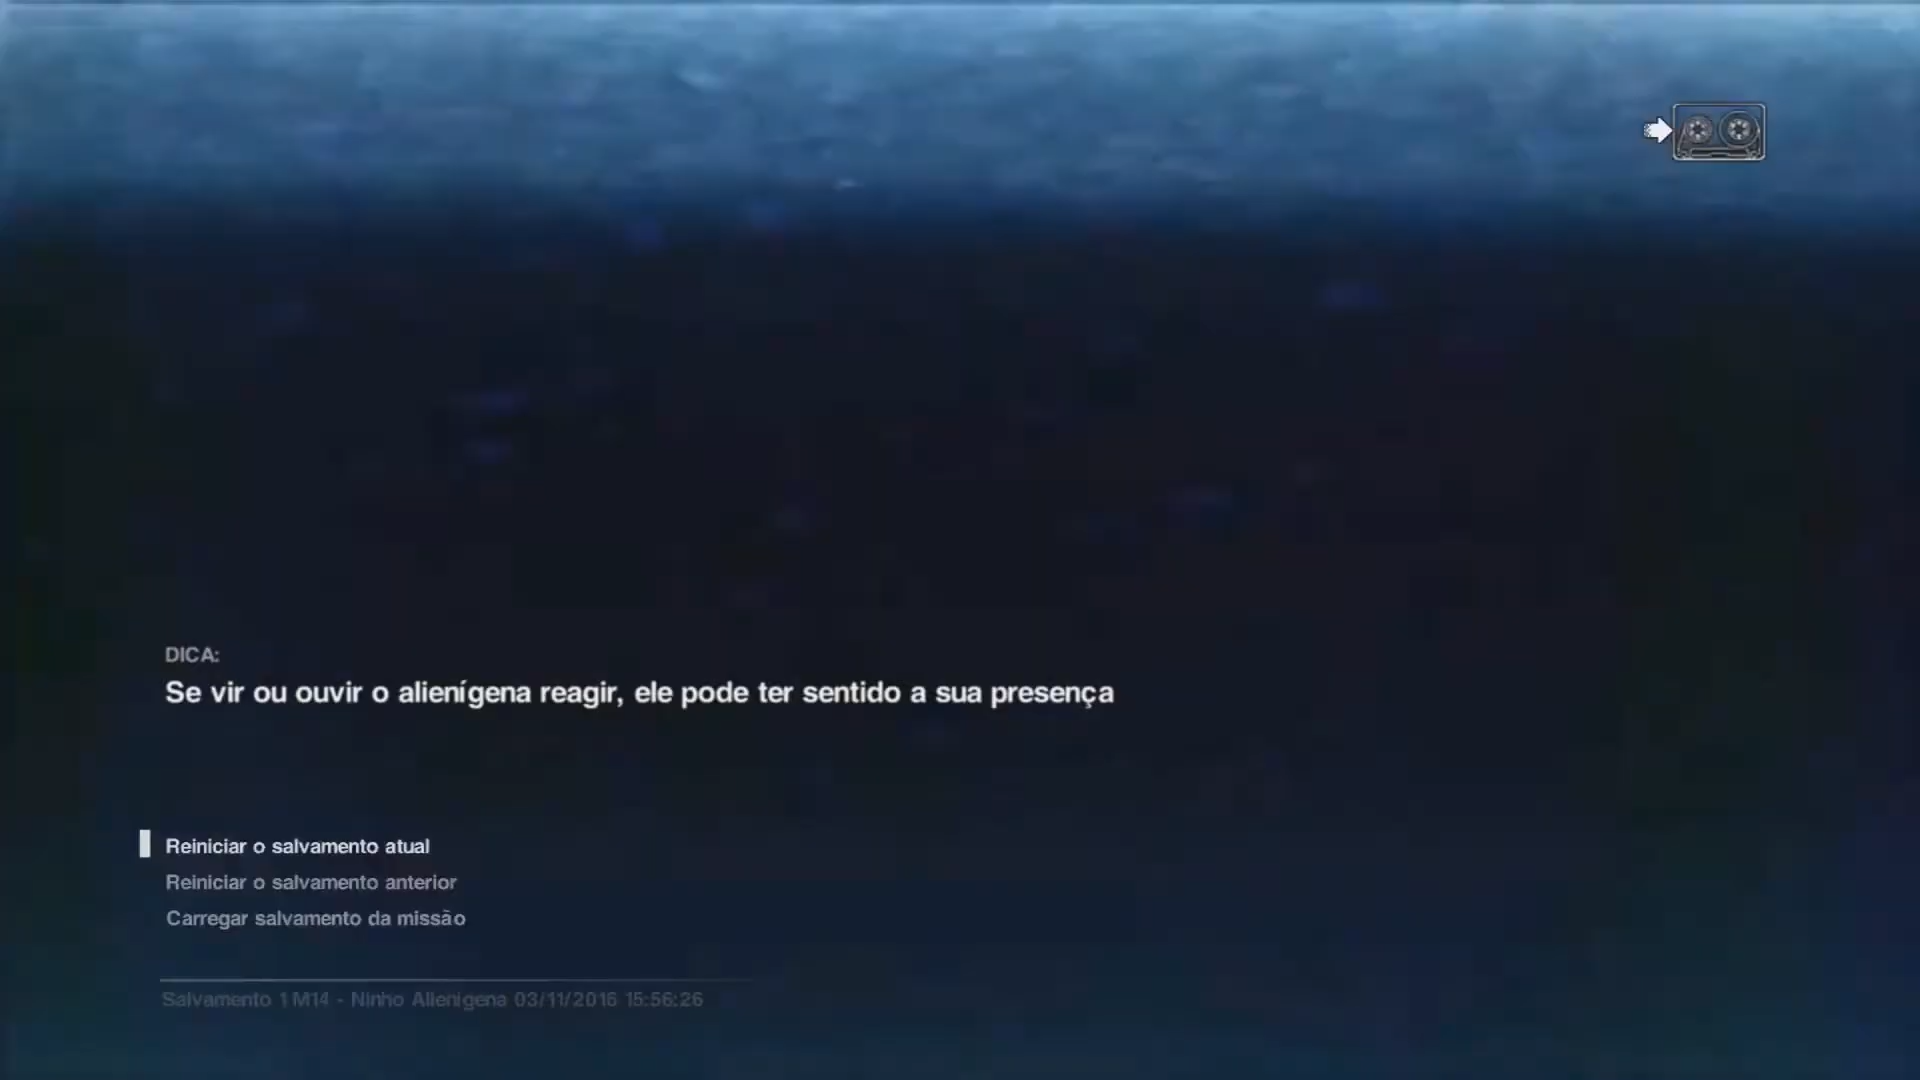 DICA:
Se vir ou ouvir o alienígena reagir, ele pode ter sentido a sua presença
Reiniciar o salvamento atual
Reiniciar o salvamento anterior
Carregar salvamento da missão
Salvamento 1 M14 - Ninho Alienígena 03/11/2016 15:56:26